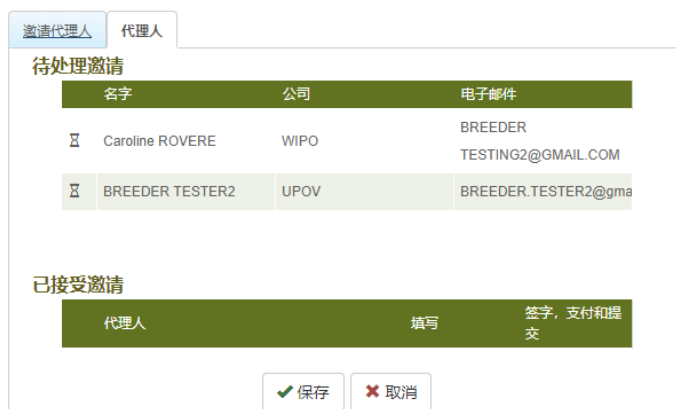 邀请代理人 代理人
待处理邀请
名字 公司 电子邮件
Caroline ROVERE WIPO BREEDER
TESTING2@GMAIL.COM
BREEDER TESTER2 UPOV BREEDER.TESTER2@gma
已接受邀请
代理人 填写 签字，支付和提
交
保存 取消